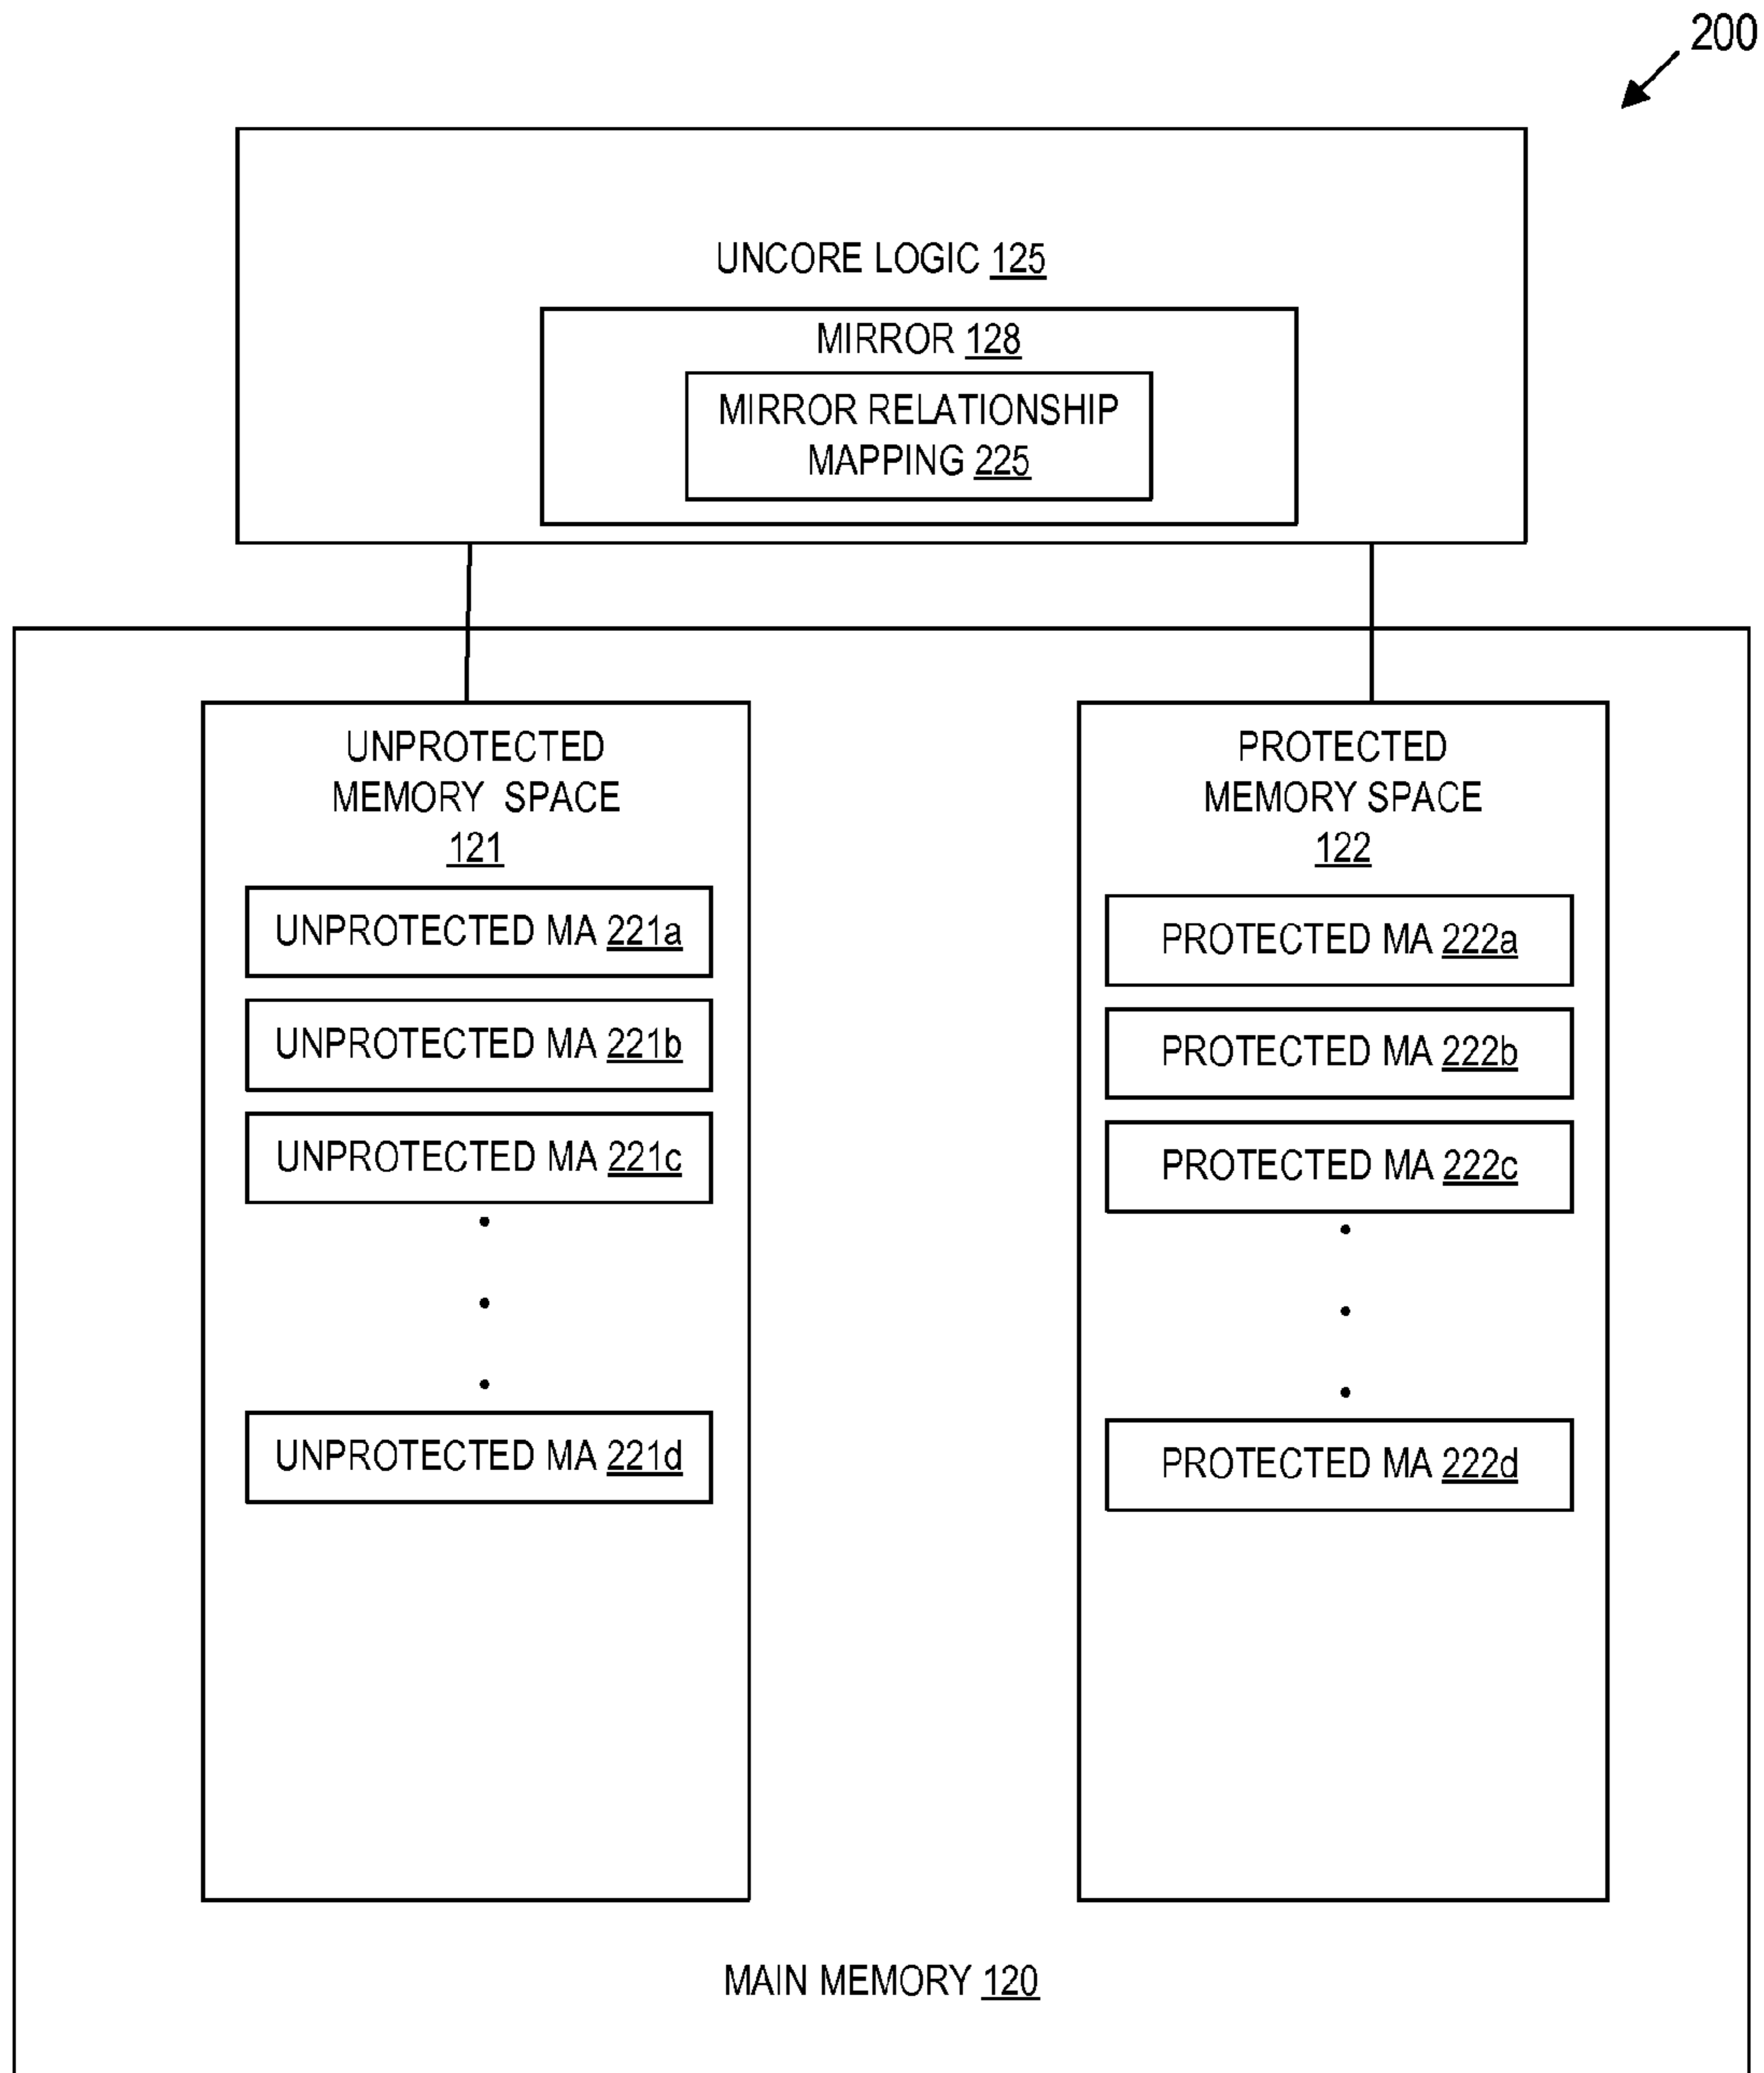 200
UNCORE LOGIC 125
MIRROR 128
MIRROR RELATIONSHIP
MAPPING 225
UNPROTECTED
MEMORY SPACE
121
UNPROTECTED MA 221a
UNPROTECTED MA 221b
UNPROTECTED MA 221c
UNPROTECTED MA 221d
PROTECTED
MEMORY SPACE
122
PROTECTED MA 222a
PROTECTED MA 222b
PROTECTED MA 222c
PROTECTED MA 222d
MAIN MEMORY 120